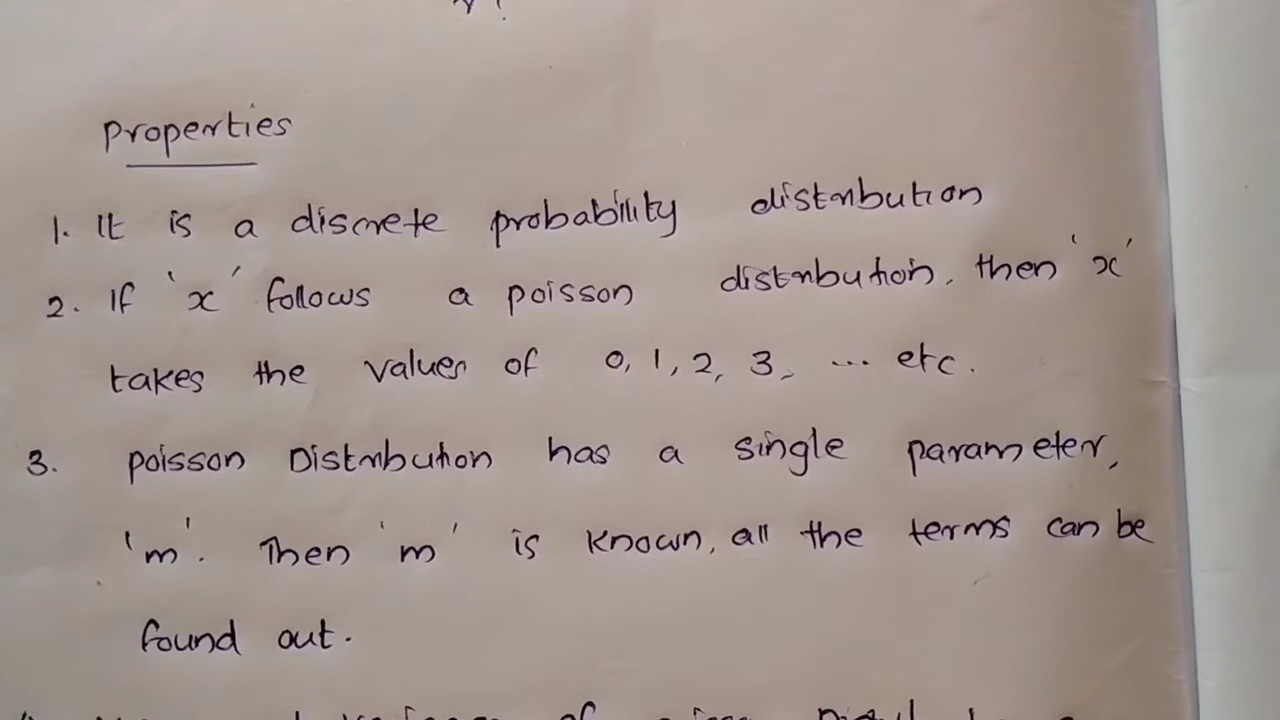 r!
Properties
1. It is a discrete probability distribution
2. If 'x' follows a poisson distribution, then 'x'
takes the values of 0, 1, 2, 3, ... etc.
3. poisson Distribution has a single parameter,
'm'. Then 'm' is known, all the terms can be
found out.
of